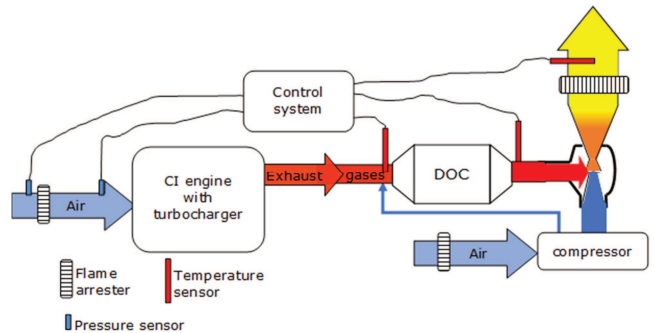 Control
system
CI engine
with
turbocharger
Air
Exhaust gases
DOC
Air
compressor
Flame
arrester
Temperature
sensor
Pressure sensor